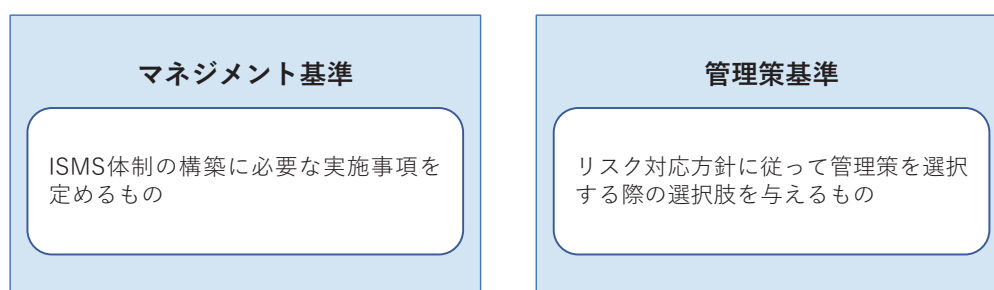 マネジメント基準
ISMS体制の構築に必要な実施事項を
定めるもの
管理策基準
リスク対応方針に従って管理策を選択
する際の選択肢を与えるもの